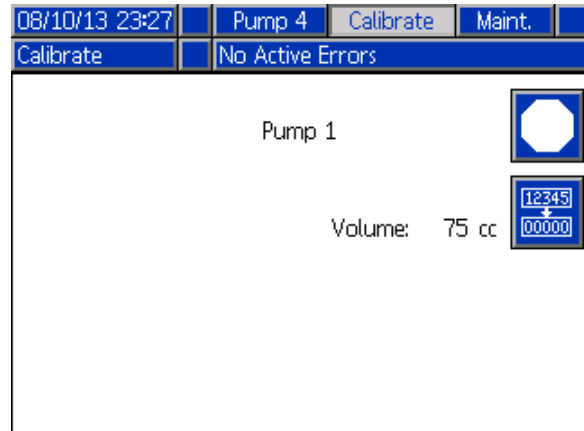 08/10/13 23:27 Pump 4 Calibrate Maint.
Calibrate No Active Errors
Pump 1
12345
Volume: 75 cc 00000